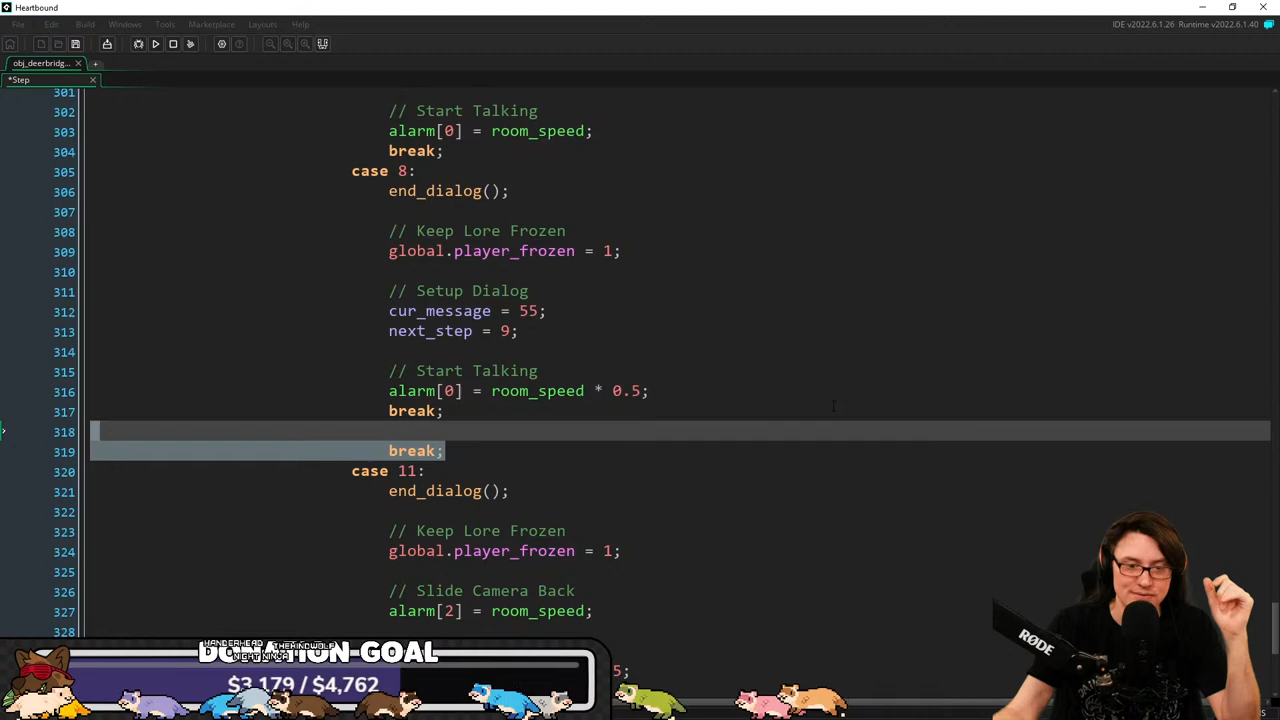 Heartbound
File Edit Build Windows Tools Marketplace Layouts Help
IDE v2022.6.1.26 Runtime v2022.6.1.40
obj_deerbridg...
*Step
301
302 // Start Talking
303 alarm[0] = room_speed;
304 break;
305 case 8:
306 end_dialog();
307
308 // Keep Lore Frozen
309 global.player_frozen = 1;
310
311 // Setup Dialog
312 cur_message = 55;
313 next_step = 9;
314
315 // Start Talking
316 alarm[0] = room_speed * 0.5;
317 break;
318
319 break;
320 case 11:
321 end_dialog();
322
323 // Keep Lore Frozen
324 global.player_frozen = 1;
325
326 // Slide Camera Back
327 alarm[2] = room_speed;
328
5;
DONATION GOAL
$3,179 / $4,762
RØDE